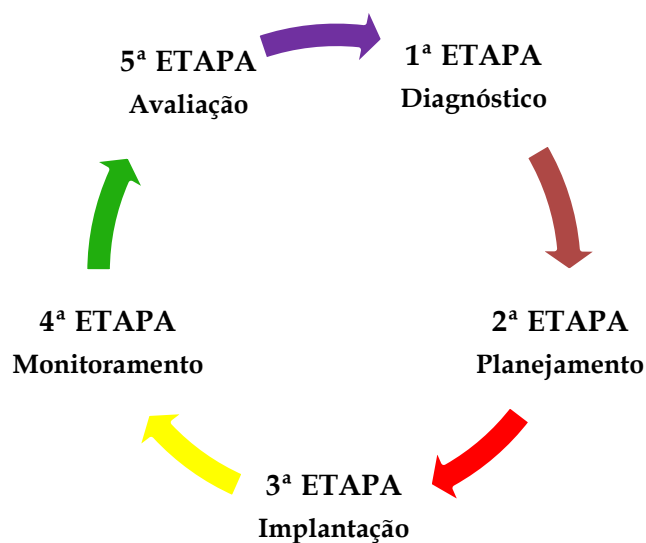 1ª ETAPA
Diagnóstico
2ª ETAPA
Planejamento
3ª ETAPA
Implantação
4ª ETAPA
Monitoramento
5ª ETAPA
Avaliação